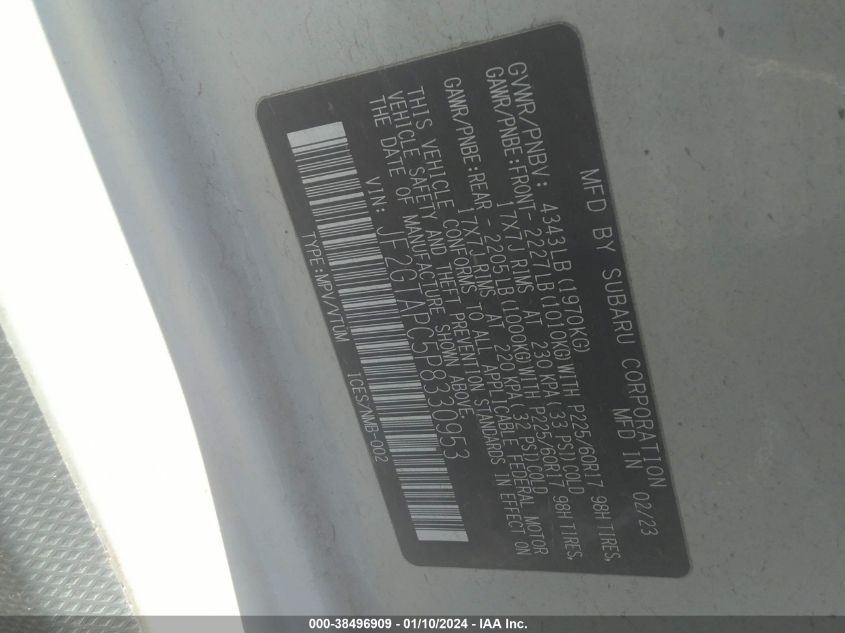 MFD BY SUBARU CORPORATION
MFD IN 02/23
GVWR/PNBV: 4343LB(1970KG)
GAWR/PNBE:FRONT- 2227LB(1010KG)WITH P225/60R17 98H TIRES,
17X7J RIMS AT 230 KPA(33 PSI)COLD
GAWR/PNBE:REAR - 2205LB(1000KG)WITH P225/60R17 98H TIRES,
17X7J RIMS AT 220 KPA(32 PSI)COLD
THIS VEHICLE CONFORMS TO ALL APPLICABLE FEDERAL MOTOR
VEHICLE SAFETY AND THEFT PREVENTION STANDARDS IN EFFECT ON
THE DATE OF MANUFACTURE SHOWN ABOVE.
VIN: JF2GTAPC5P8330953
TYPE:MPV/VTUM ICES/NMB-002
000-38496909 - 01/10/2024 - IAA Inc.